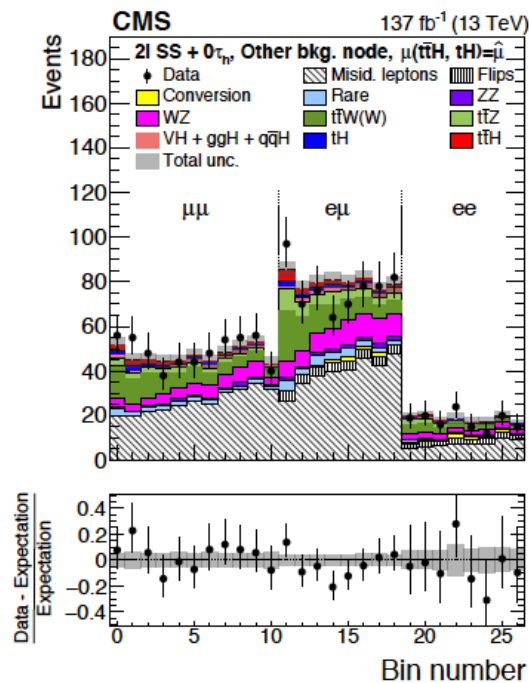 CMS 137 fb⁻¹ (13 TeV)
2l SS + 0τₕ, Other bkg. node, μ(tt̄H, tH)=μ̂
Data Misid. leptons Flips
Conversion Rare ZZ
WZ tt̄W(W) tt̄Z
VH + ggH + qq̄H tH tt̄H
Total unc.
μμ eμ ee
Events
180
160
140
120
100
80
60
40
20
0
Data - Expectation
Expectation
0.4
0.2
0
−0.2
−0.4
0 5 10 15 20 25
Bin number